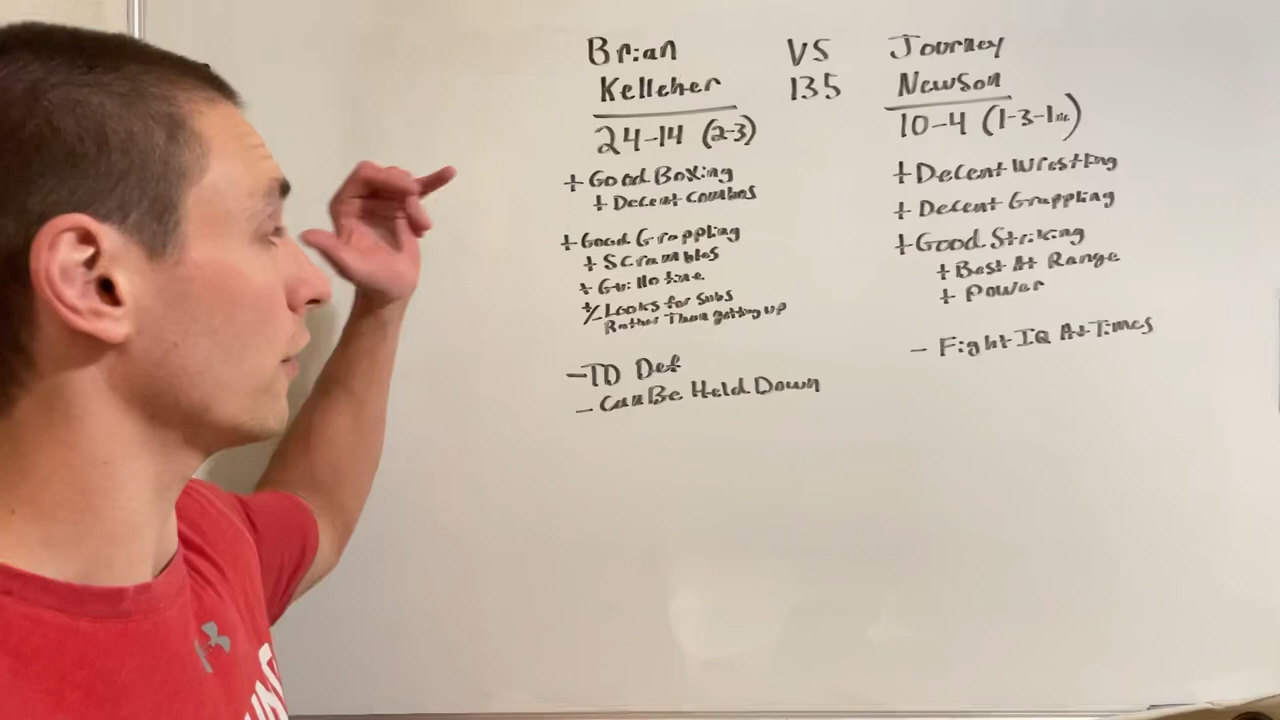 Brian VS Journey
Kelleher 135 Newson
24-14 (2-3) 10-4 (1-3-1nc)
+ Good Boxing
+ Decent Combos
+ Good Grappling
+ Scrambles
+ Guillotine
+/- Looks for Subs
Rather Than getting up
- TD Def
- Can Be Held Down
+ Decent Wrestling
+ Decent Grappling
+ Good Striking
+ Best At Range
+ Power
- Fight IQ At Times